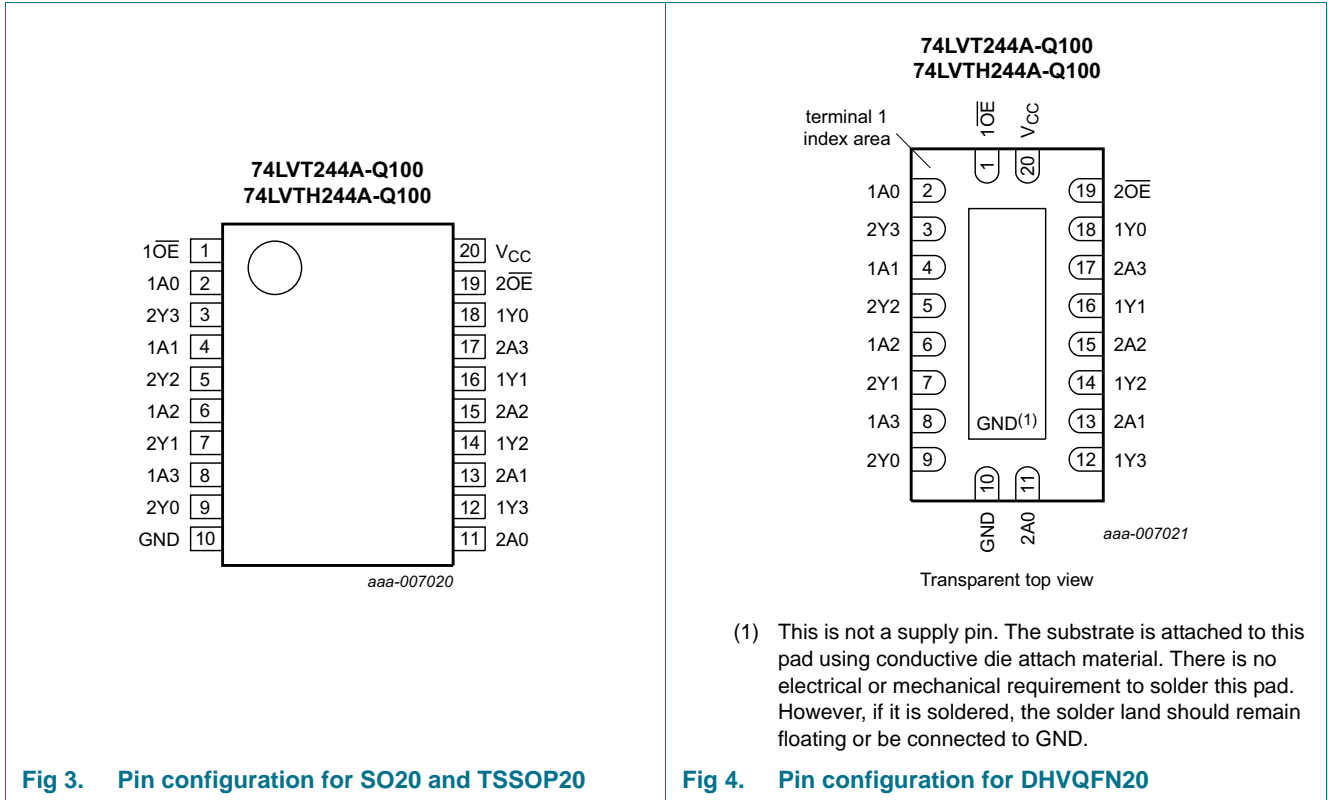 74LVT244A-Q100
74LVTH244A-Q100
1OE 1
1A0 2
2Y3 3
1A1 4
2Y2 5
1A2 6
2Y1 7
1A3 8
2Y0 9
GND 10
20 VCC
19 2OE
18 1Y0
17 2A3
16 1Y1
15 2A2
14 1Y2
13 2A1
12 1Y3
11 2A0
aaa-007020
Fig 3. Pin configuration for SO20 and TSSOP20
74LVT244A-Q100
74LVTH244A-Q100
terminal 1
index area
1OE
VCC
1
20
1A0 2
2Y3 3
1A1 4
2Y2 5
1A2 6
2Y1 7
1A3 8
2Y0 9
19 2OE
18 1Y0
17 2A3
16 1Y1
15 2A2
14 1Y2
13 2A1
12 1Y3
GND(1)
10
11
GND
2A0
aaa-007021
Transparent top view
(1) This is not a supply pin. The substrate is attached to this
pad using conductive die attach material. There is no
electrical or mechanical requirement to solder this pad.
However, if it is soldered, the solder land should remain
floating or be connected to GND.
Fig 4. Pin configuration for DHVQFN20